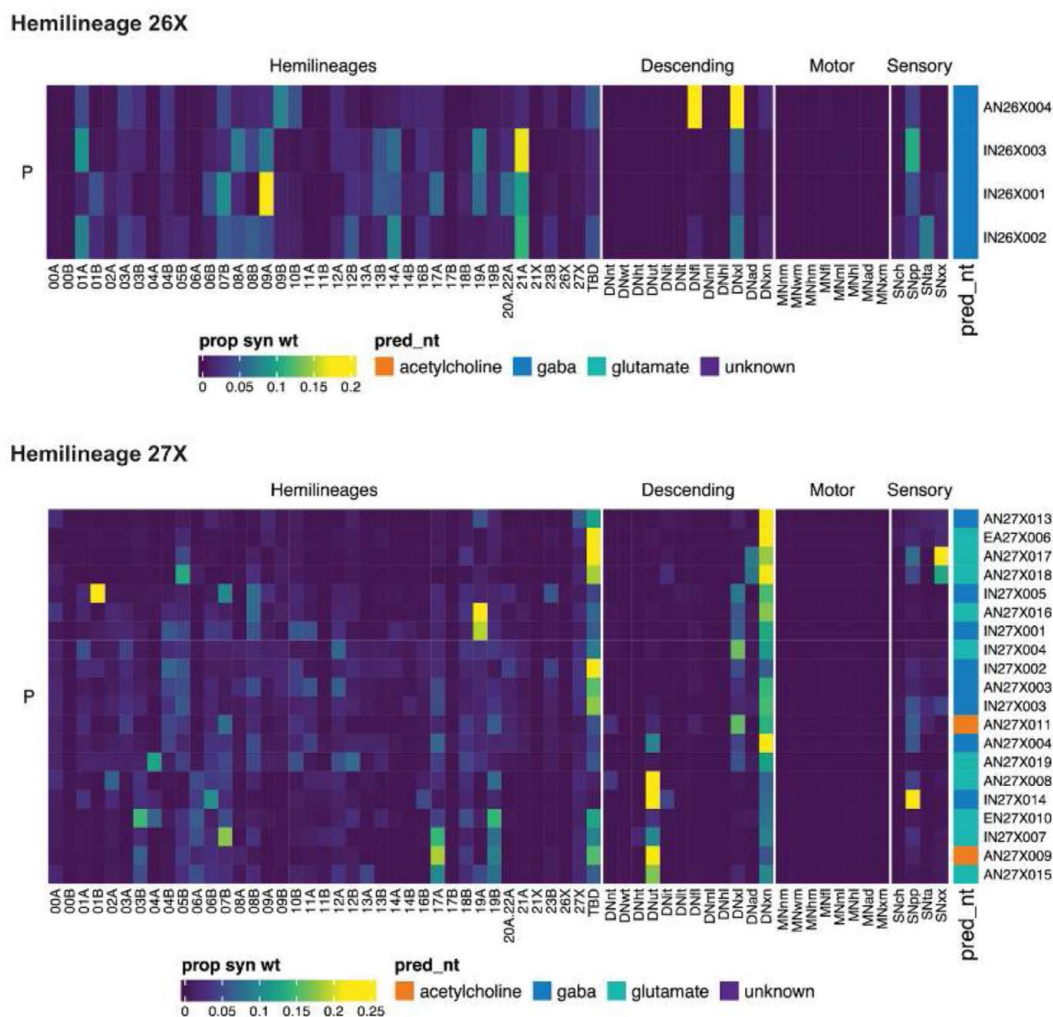 Hemilineage 26X
Hemilineages Descending Motor Sensory
P
AN26X004
IN26X003
IN26X001
IN26X002
00A 00B 01A 01B 02A 03A 03B 04A 04B 05B 06A 06B 07B 08A 08B 09A 09B 10B 11A 11B 12A 12B 13A 13B 14A 14B 16B 17A 17B 18B 19A 19B 20A.22A 21A 21X 23B 26X 27X TBD DNnt DNwt DNht DNut DNit DNlt DNfl DNml DNhl DNxl DNad DNxn MNnm MNwm MNhm MNfl MNml MNhl MNad MNxm SNch SNpp SNta SNxx pred_nt
prop syn wt pred_nt
acetylcholine gaba glutamate unknown
0 0.05 0.1 0.15 0.2
Hemilineage 27X
Hemilineages Descending Motor Sensory
P
AN27X013
EA27X006
AN27X017
AN27X018
IN27X005
AN27X016
IN27X001
IN27X004
IN27X002
AN27X003
IN27X003
AN27X011
AN27X004
AN27X019
AN27X008
IN27X014
EN27X010
IN27X007
AN27X009
AN27X015
00A 00B 01A 01B 02A 03A 03B 04A 04B 05B 06A 06B 07B 08A 08B 09A 09B 10B 11A 11B 12A 12B 13A 13B 14A 14B 16B 17A 17B 18B 19A 19B 20A.22A 21A 21X 23B 26X 27X TBD DNnt DNwt DNht DNut DNit DNlt DNfl DNml DNhl DNxl DNad DNxn MNnm MNwm MNhm MNfl MNml MNhl MNad MNxm SNch SNpp SNta SNxx pred_nt
prop syn wt pred_nt
acetylcholine gaba glutamate unknown
0 0.05 0.1 0.15 0.2 0.25